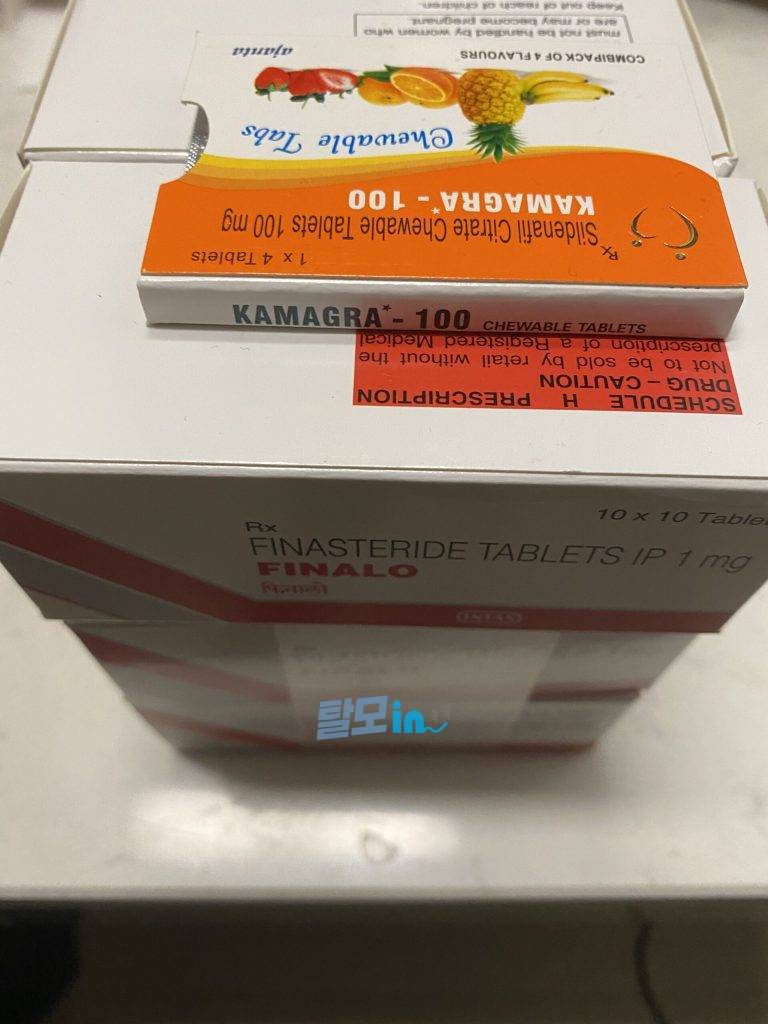 Keep out of reach of children.
are or may become pregnant
must not be handled by women who
COMBIPACK OF 4 FLAVOURS
ajanta
Chewable Tabs
KAMAGRA*- 100
Rx
Sildenafil Citrate Chewable Tablets 100 mg
1 x 4 Tablets
KAMAGRA*- 100 CHEWABLE TABLETS
SCHEDULE H PRESCRIPTION
DRUG – CAUTION
Not to be sold by retail without the
prescription of a Registered Medical
10 x 10 Tablet
Rx
FINASTERIDE TABLETS IP 1 mg
FINALO
फिनालो
INTAS
탈모in